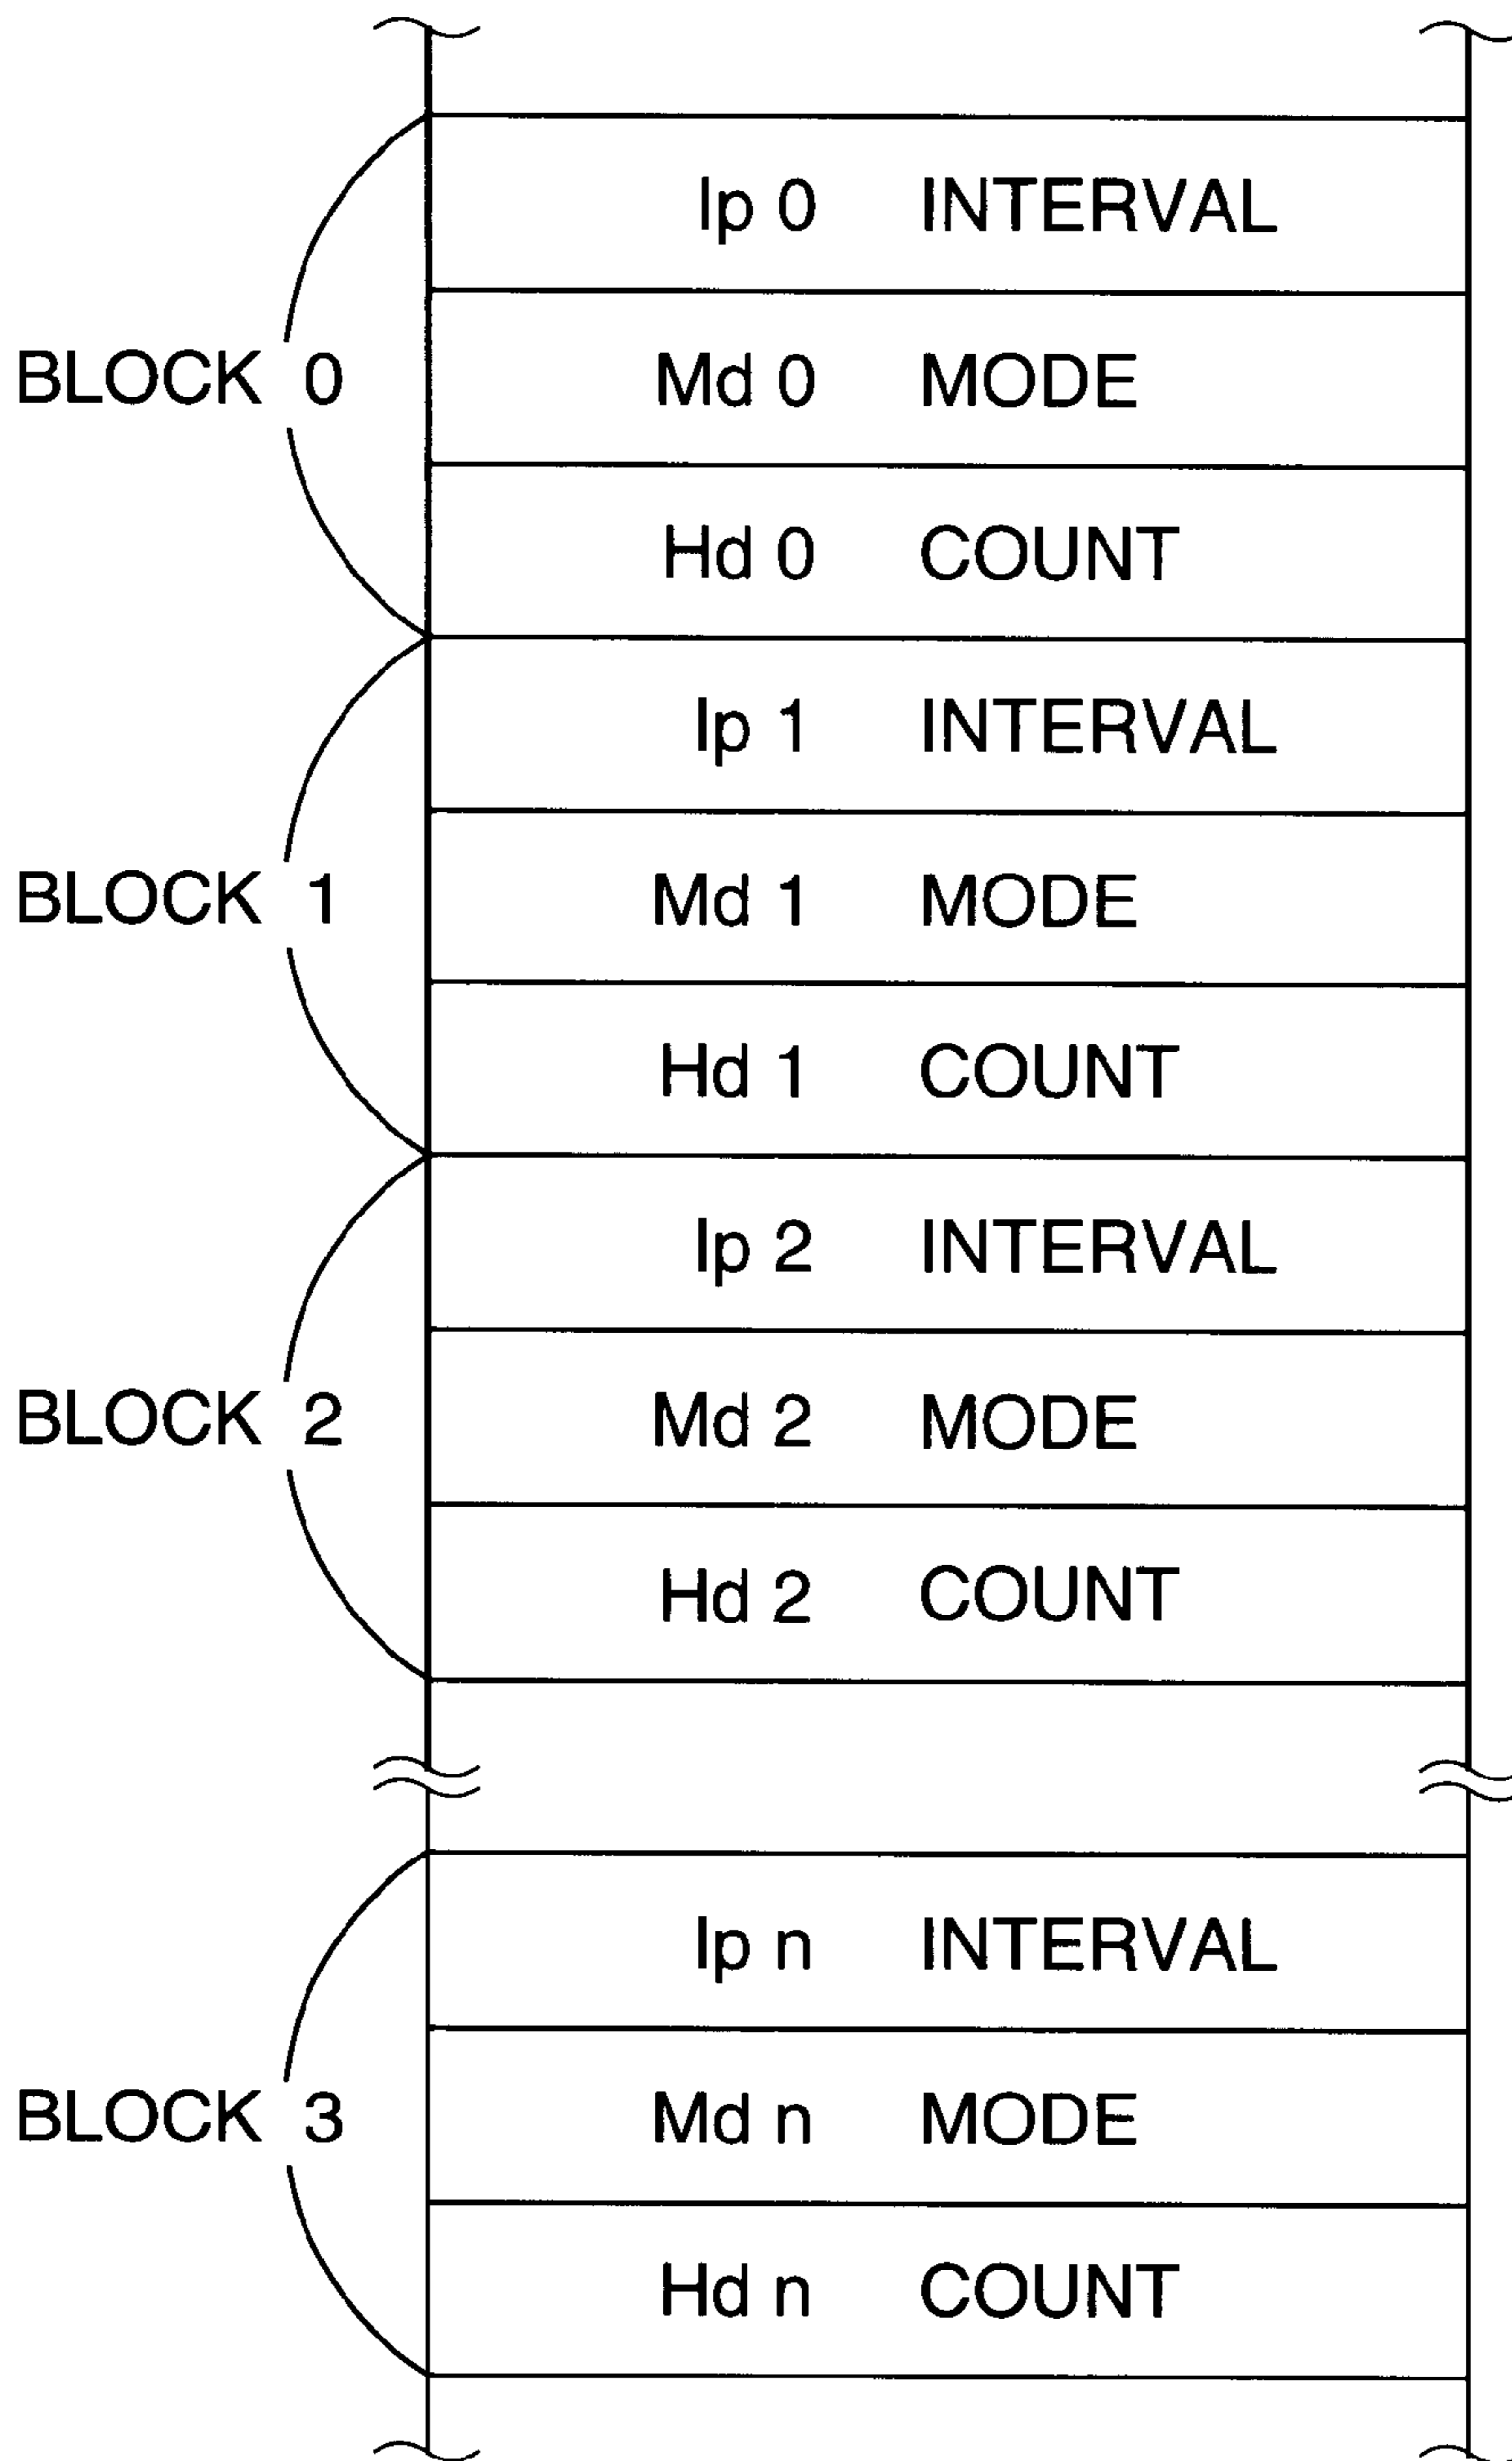 Ip 0 INTERVAL
BLOCK 0 Md 0 MODE
Hd 0 COUNT
Ip 1 INTERVAL
BLOCK 1 Md 1 MODE
Hd 1 COUNT
Ip 2 INTERVAL
BLOCK 2 Md 2 MODE
Hd 2 COUNT
Ip n INTERVAL
BLOCK 3 Md n MODE
Hd n COUNT